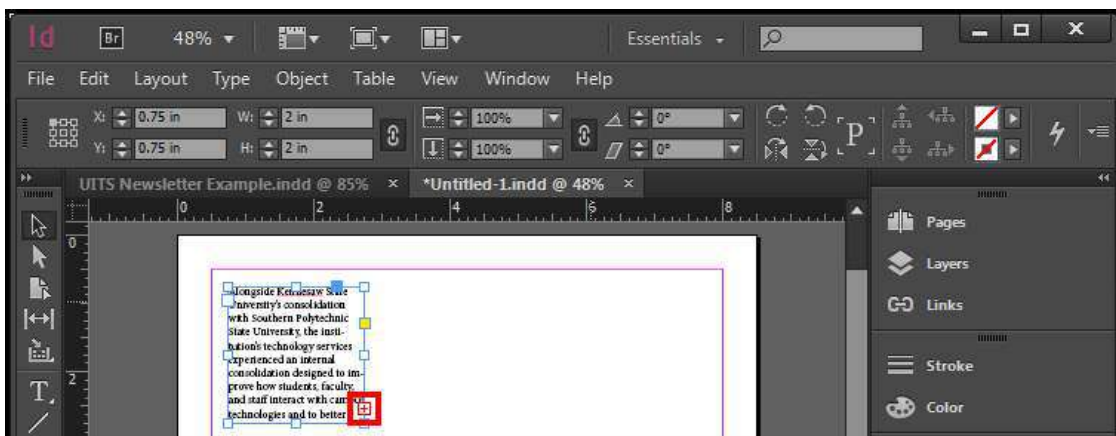 Id Br 48% Essentials
File Edit Layout Type Object Table View Window Help
X: 0.75 in W: 2 in 100% 0°
Y: 0.75 in H: 2 in 100% 0° P
UITS Newsletter Example.indd @ 85% × *Untitled-1.indd @ 48% ×
0 2 4 6 8
0
2
T
Pages
Layers
Links
Stroke
Color
Alongside Kennesaw State
University's consolidation
with Southern Polytechnic
State University, the insti-
tution's technology services
experienced an internal
consolidation designed to im-
prove how students, faculty,
and staff interact with campus
technologies and to better